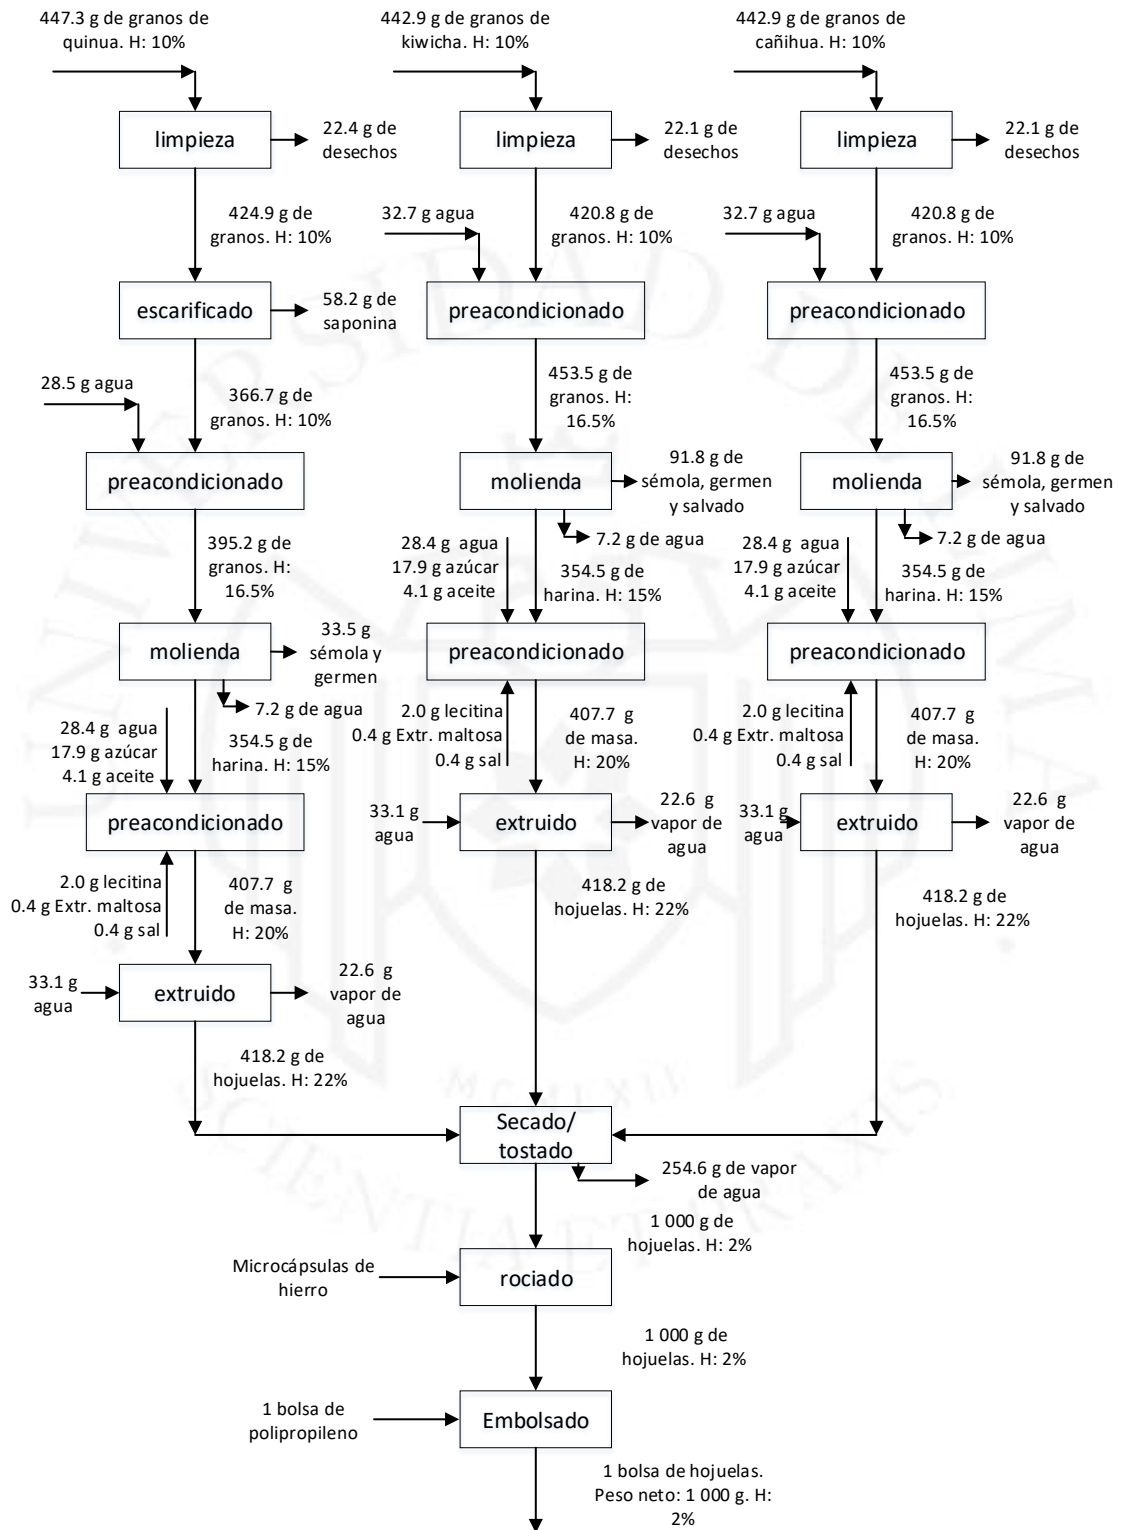 447.3 g de granos de
quinua. H: 10%
442.9 g de granos de
kiwicha. H: 10%
442.9 g de granos de
cañihua. H: 10%
limpieza
22.4 g de
desechos
limpieza
22.1 g de
desechos
limpieza
22.1 g de
desechos
424.9 g de
granos. H: 10%
32.7 g agua
420.8 g de
granos. H: 10%
32.7 g agua
420.8 g de
granos. H: 10%
escarificado
58.2 g de
saponina
preacondicionado
preacondicionado
28.5 g agua
366.7 g de
granos. H: 10%
453.5 g de
granos. H:
16.5%
453.5 g de
granos. H:
16.5%
preacondicionado
molienda
91.8 g de
sémola, germen
y salvado
molienda
91.8 g de
sémola, germen
y salvado
395.2 g de
granos. H:
16.5%
7.2 g de agua
28.4 g agua
17.9 g azúcar
4.1 g aceite
354.5 g de
harina. H: 15%
7.2 g de agua
28.4 g agua
17.9 g azúcar
4.1 g aceite
354.5 g de
harina. H: 15%
molienda
33.5 g
sémola y
germen
preacondicionado
preacondicionado
7.2 g de agua
28.4 g agua
17.9 g azúcar
4.1 g aceite
354.5 g de
harina. H: 15%
2.0 g lecitina
0.4 g Extr. maltosa
0.4 g sal
407.7 g
de masa.
H: 20%
2.0 g lecitina
0.4 g Extr. maltosa
0.4 g sal
407.7 g
de masa.
H: 20%
preacondicionado
33.1 g
agua
extruido
22.6 g
vapor de
agua
33.1 g
agua
extruido
22.6 g
vapor de
agua
2.0 g lecitina
0.4 g Extr. maltosa
0.4 g sal
407.7 g
de masa.
H: 20%
418.2 g de
hojuelas. H: 22%
418.2 g de
hojuelas. H: 22%
33.1 g
agua
extruido
22.6 g
vapor de
agua
418.2 g de
hojuelas. H: 22%
Secado/
tostado
254.6 g de vapor
de agua
1 000 g de
hojuelas. H: 2%
Microcápsulas de
hierro
rociado
1 000 g de
hojuelas. H: 2%
1 bolsa de
polipropileno
Embolsado
1 bolsa de hojuelas.
Peso neto: 1 000 g. H:
2%
UNIVERSIDAD DE LIMA
MCMLXII
SCIENTIA ET PRAXIS